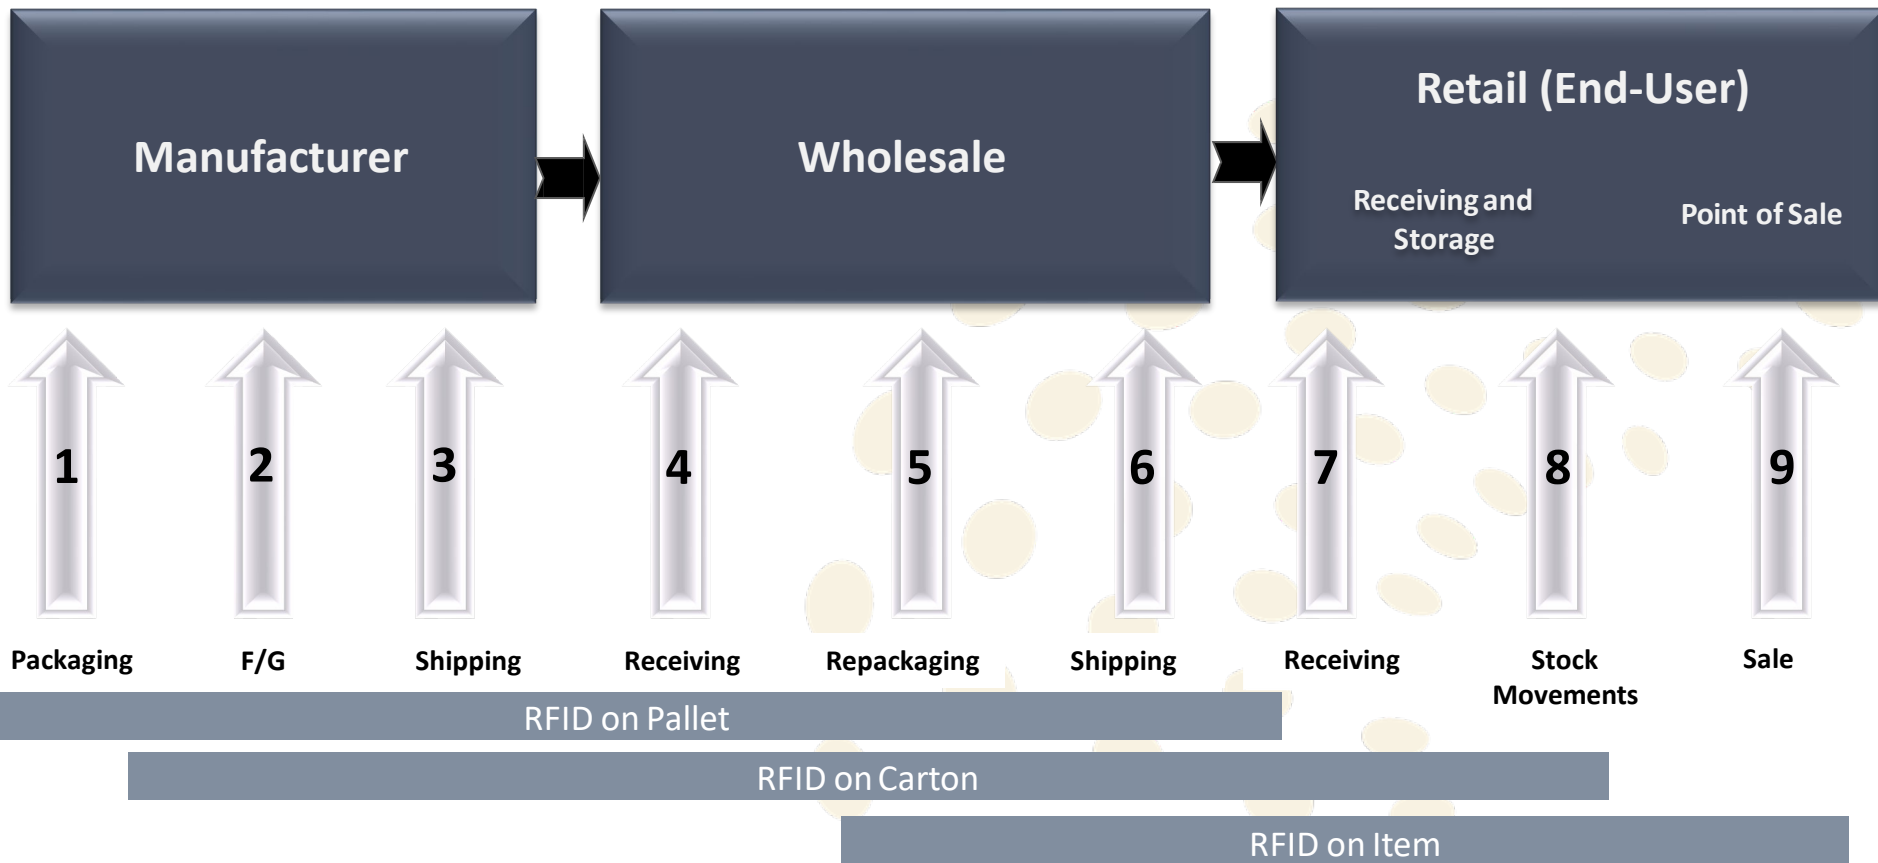 Manufacturer
Wholesale
Retail (End-User)
Receiving and
Storage
Point of Sale
1
2
3
4
5
6
7
8
9
Packaging
F/G
Shipping
Receiving
Repackaging
Shipping
Receiving
Stock
Movements
Sale
RFID on Pallet
RFID on Carton
RFID on Item